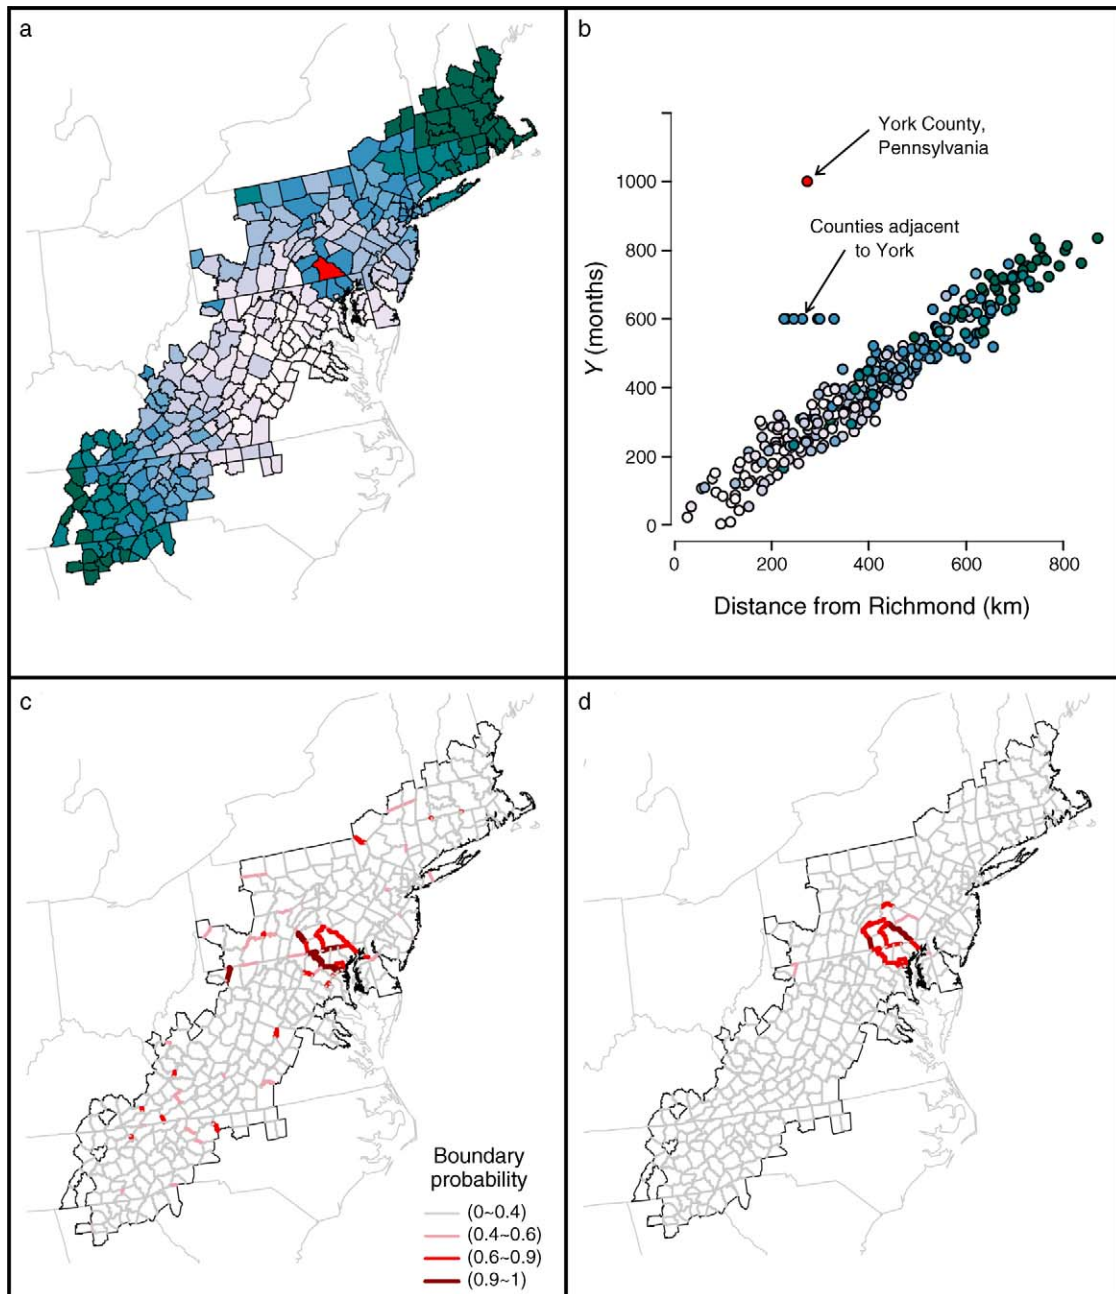 a
b
York County,
Pennsylvania
Counties adjacent
to York
Y (months)
1000
800
600
400
200
0
0
200
400
600
800
Distance from Richmond (km)
c
d
Boundary
probability
(0~0.4)
(0.4~0.6)
(0.6~0.9)
(0.9~1)